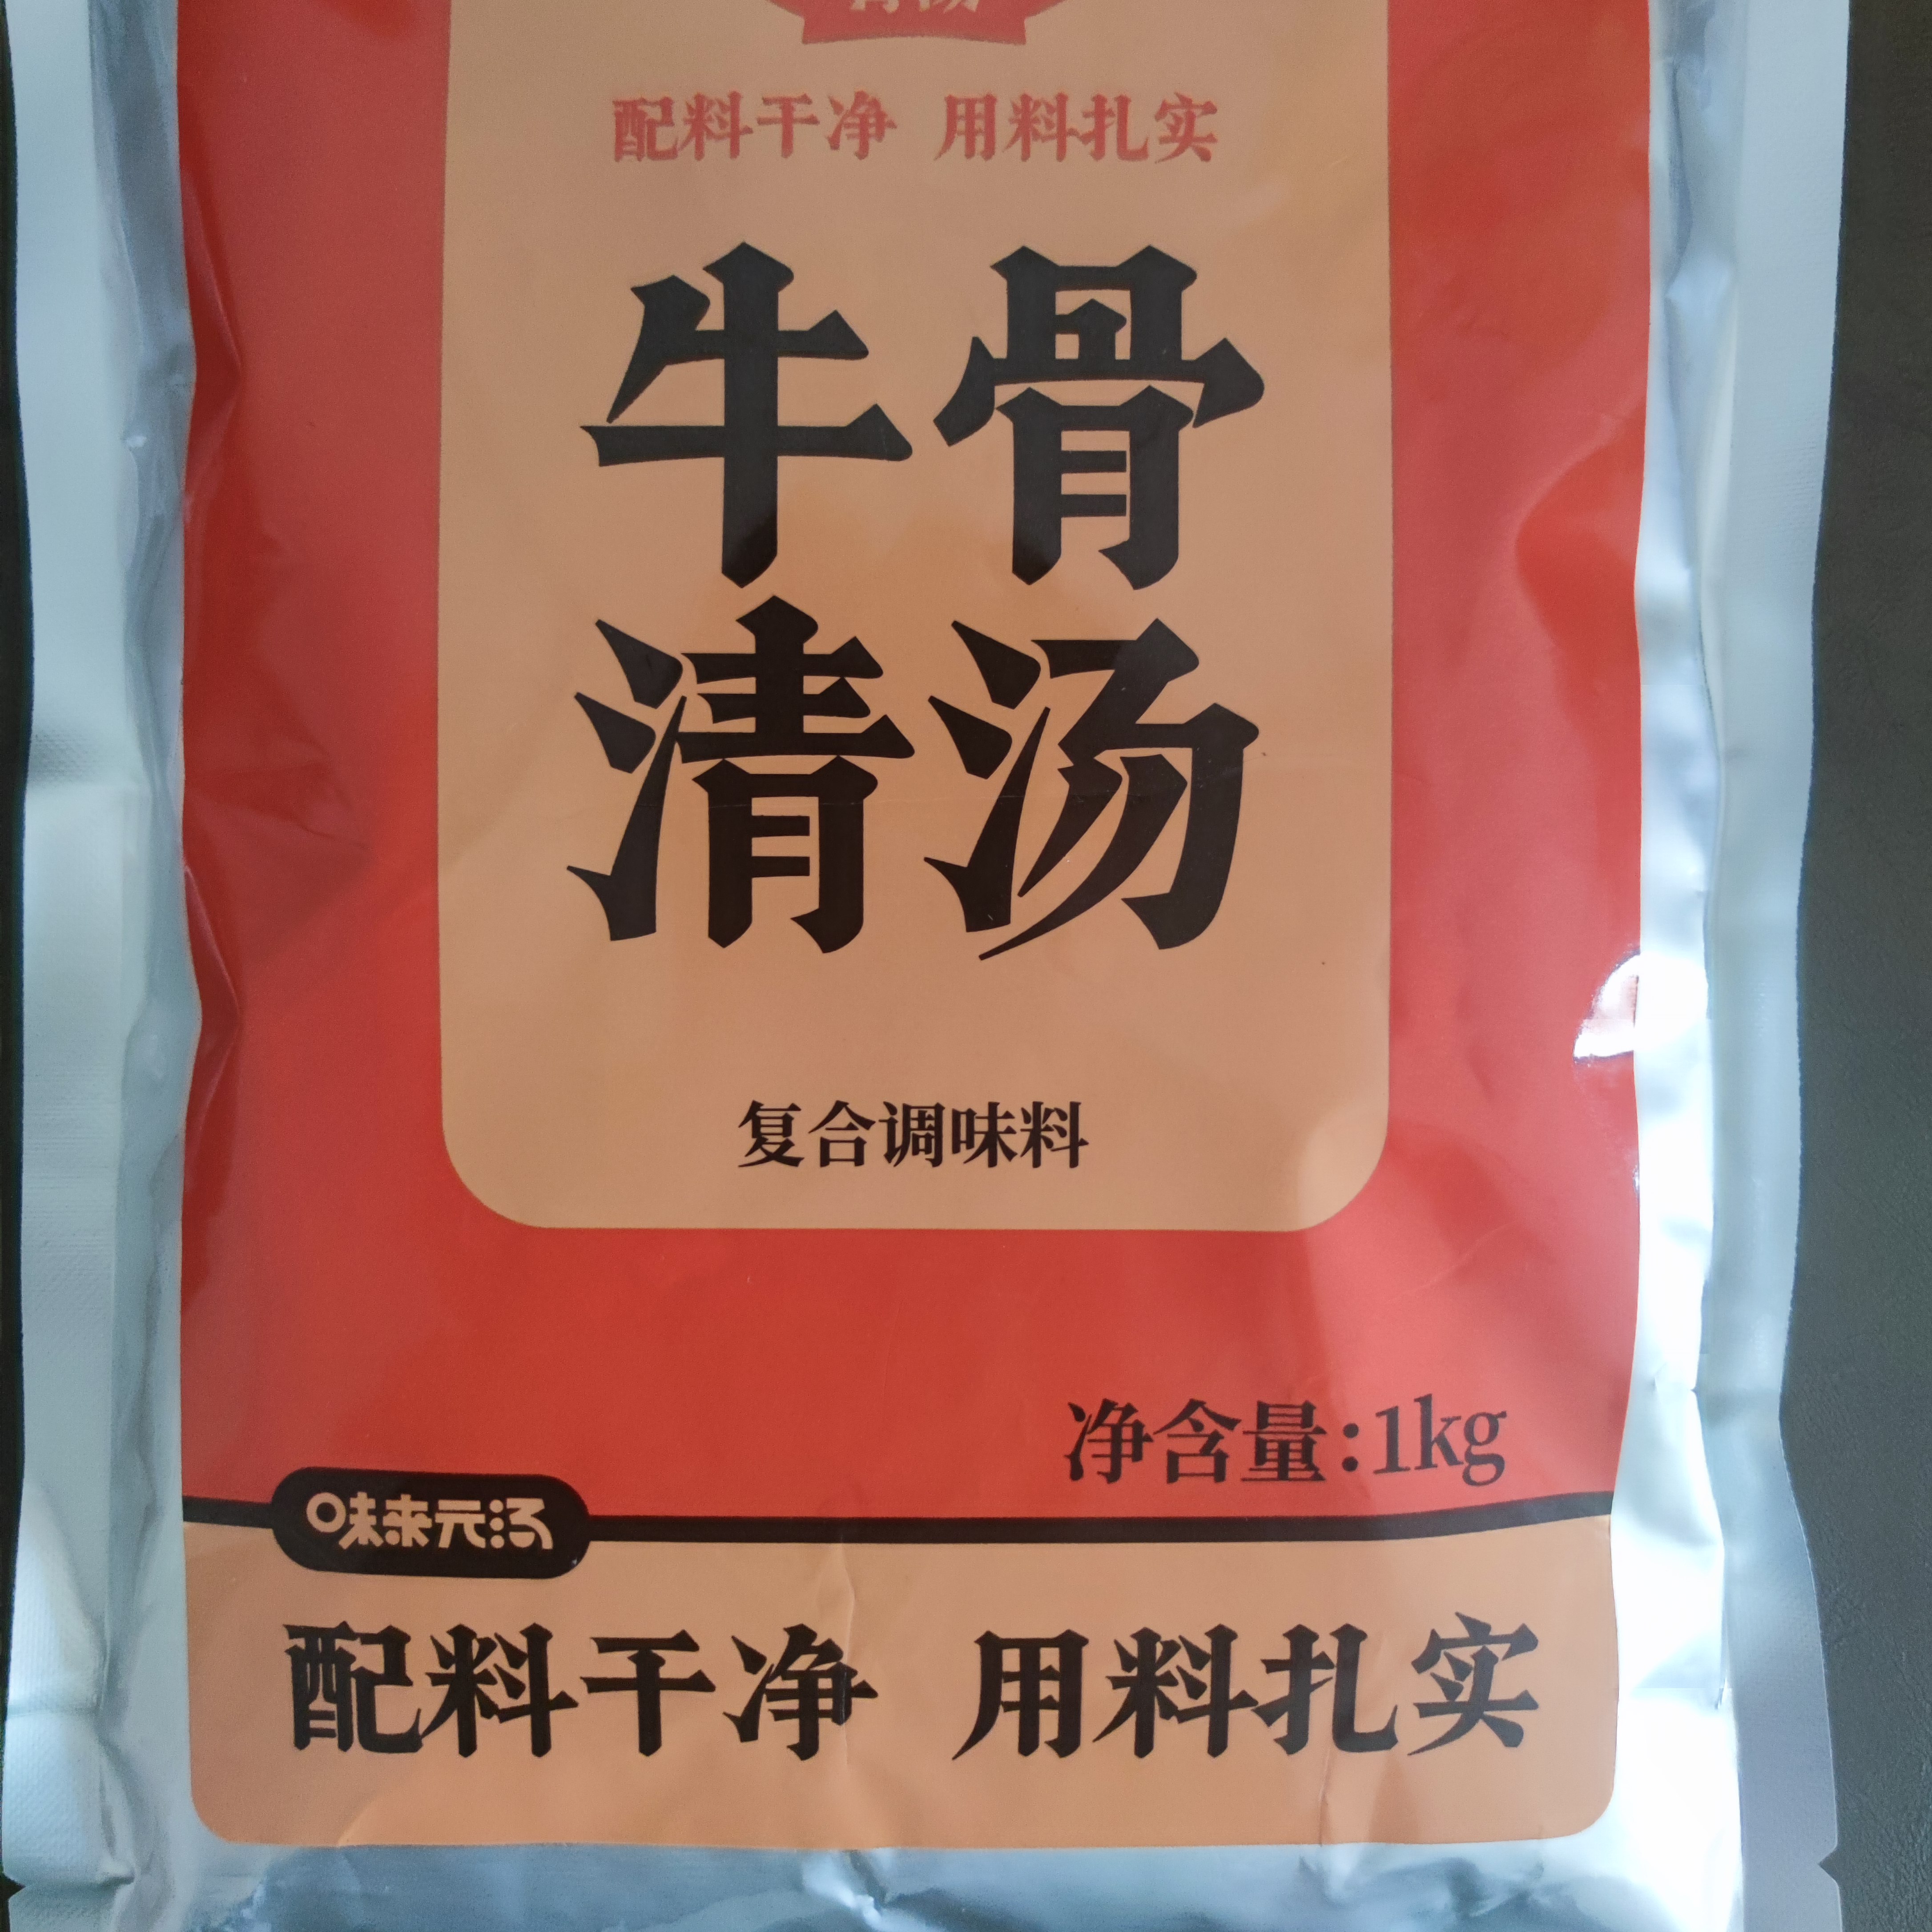 配料干净 用料扎实
牛骨
清汤
复合调味料
净含量:1kg
味来元汤
配料干净 用料扎实